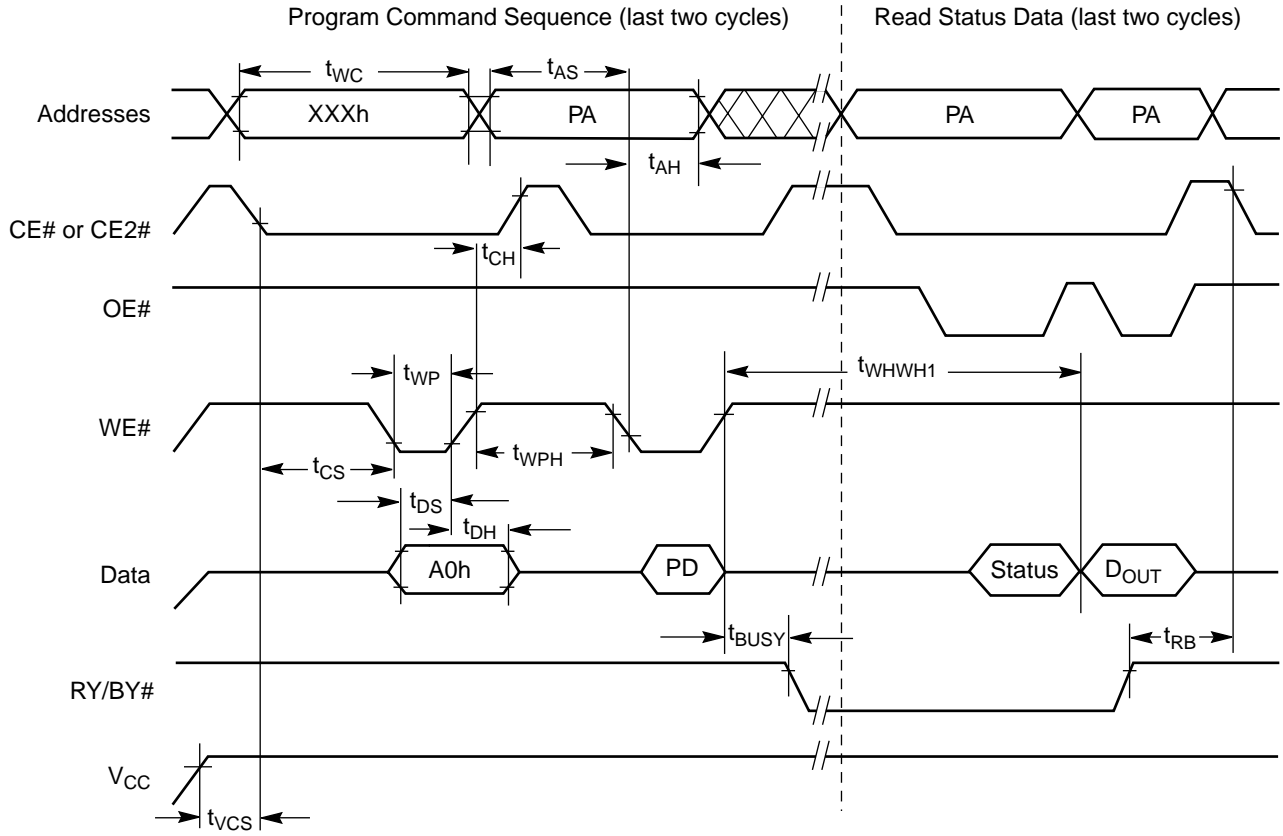 Program Command Sequence (last two cycles)
Read Status Data (last two cycles)
tWC
tAS
Addresses
XXXh
PA
PA
PA
tAH
CE# or CE2#
tCH
OE#
tWHWH1
tWP
WE#
tWPH
tCS
tDS
tDH
Data
A0h
PD
Status
DOUT
tBUSY
tRB
RY/BY#
VCC
tVCS